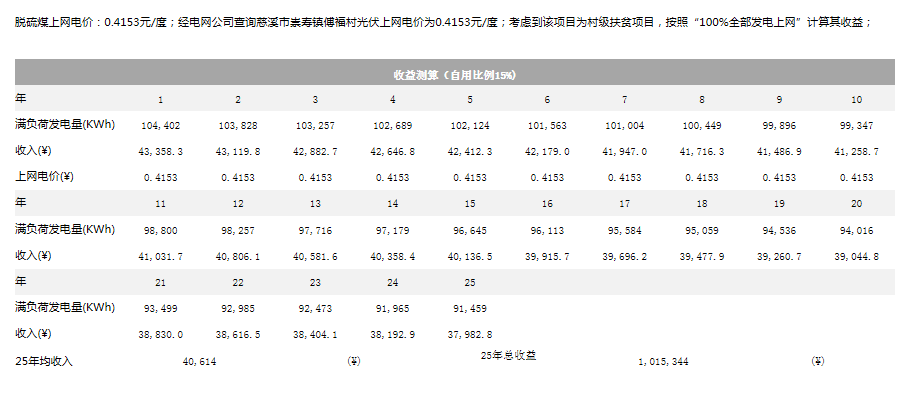 脱硫煤上网电价：0.4153元/度；经电网公司查询慈溪市崇寿镇傅福村光伏上网电价为0.4153元/度；考虑到该项目为村级扶贫项目，按照“100%全部发电上网”计算其收益；
收益测算（自用比例15%）
年 1 2 3 4 5 6 7 8 9 10
满负荷发电量(KWh) 104,402 103,828 103,257 102,689 102,124 101,563 101,004 100,449 99,896 99,347
收入(¥) 43,358.3 43,119.8 42,882.7 42,646.8 42,412.3 42,179.0 41,947.0 41,716.3 41,486.9 41,258.7
上网电价(¥) 0.4153 0.4153 0.4153 0.4153 0.4153 0.4153 0.4153 0.4153 0.4153 0.4153
年 11 12 13 14 15 16 17 18 19 20
满负荷发电量(KWh) 98,800 98,257 97,716 97,179 96,645 96,113 95,584 95,059 94,536 94,016
收入(¥) 41,031.7 40,806.1 40,581.6 40,358.4 40,136.5 39,915.7 39,696.2 39,477.9 39,260.7 39,044.8
年 21 22 23 24 25
满负荷发电量(KWh) 93,499 92,985 92,473 91,965 91,459
收入(¥) 38,830.0 38,616.5 38,404.1 38,192.9 37,982.8
25年均收入 40,614 (¥) 25年总收益 1,015,344 (¥)